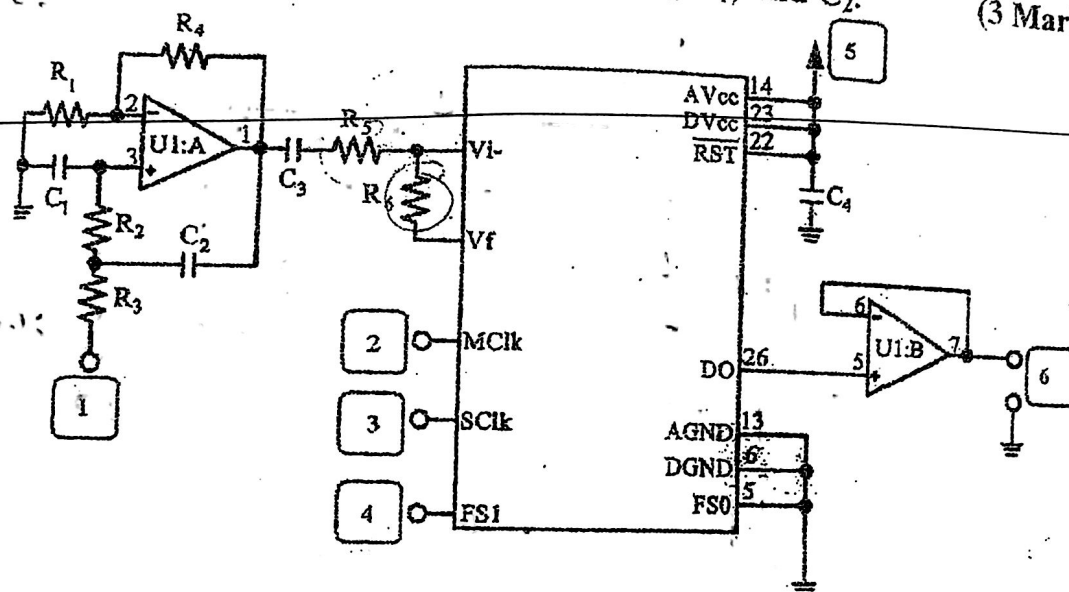 C₂.
(3 Mar
R₄
R₁
2
U1:A
1
3
C₁
R₂
C₂
R₃
1
C₃
R₅
R₆
Vi-
Vf
2
MClk
3
SClk
4
FS1
AVcc
14
DVcc
23
RST
22
5
C₄
DO
26
6
5
U1:B
7
6
AGND
13
DGND
6
FS0
5